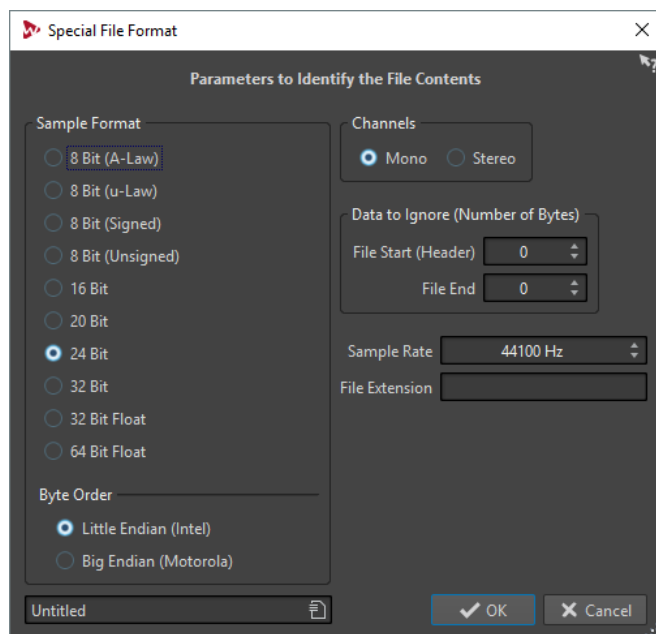 Special File Format
Parameters to Identify the File Contents
Sample Format
8 Bit (A-Law)
8 Bit (u-Law)
8 Bit (Signed)
8 Bit (Unsigned)
16 Bit
20 Bit
24 Bit
32 Bit
32 Bit Float
64 Bit Float
Byte Order
Little Endian (Intel)
Big Endian (Motorola)
Channels
Mono Stereo
Data to Ignore (Number of Bytes)
File Start (Header) 0
File End 0
Sample Rate 44100 Hz
File Extension
Untitled
OK Cancel